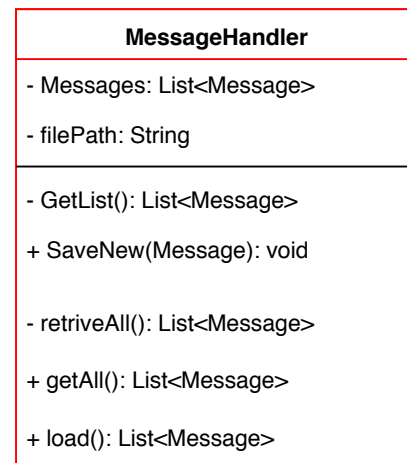 MessageHandler
- Messages: List<Message>
- filePath: String
- GetList(): List<Message>
+ SaveNew(Message): void
- retriveAll(): List<Message>
+ getAll(): List<Message>
+ load(): List<Message>